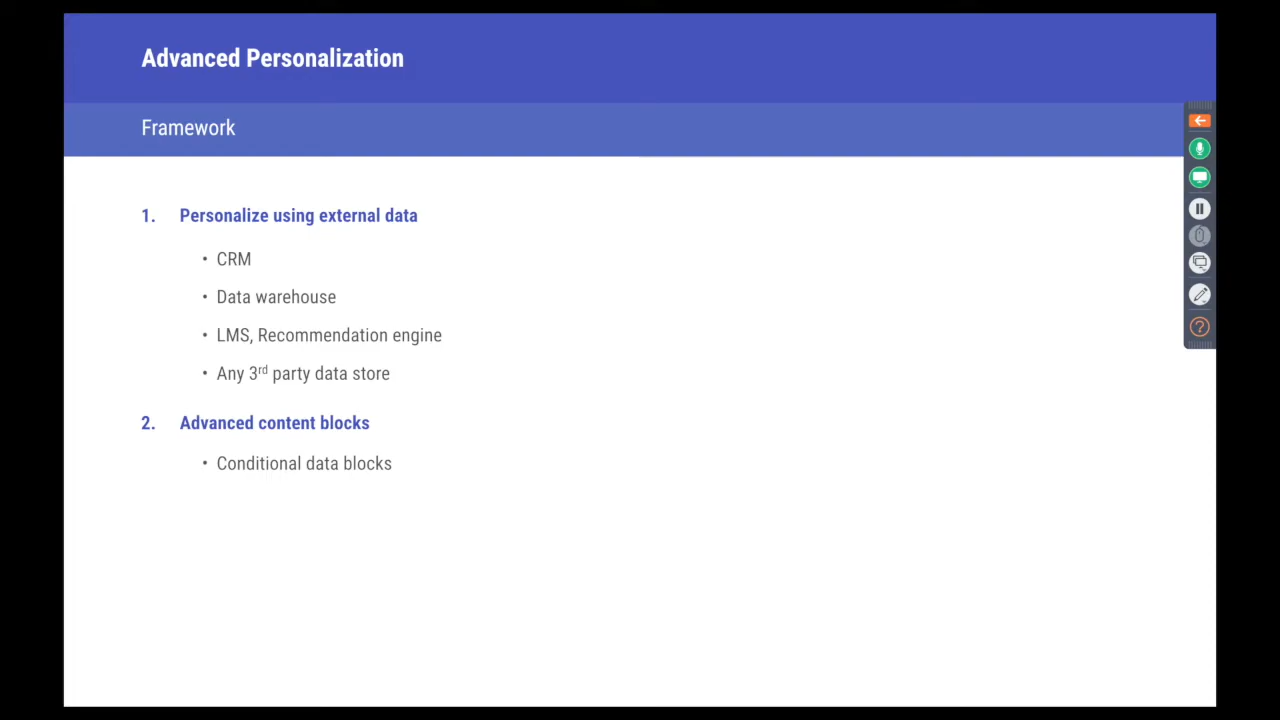 Advanced Personalization
Framework
1. Personalize using external data
• CRM
• Data warehouse
• LMS, Recommendation engine
• Any 3rd party data store
2. Advanced content blocks
• Conditional data blocks